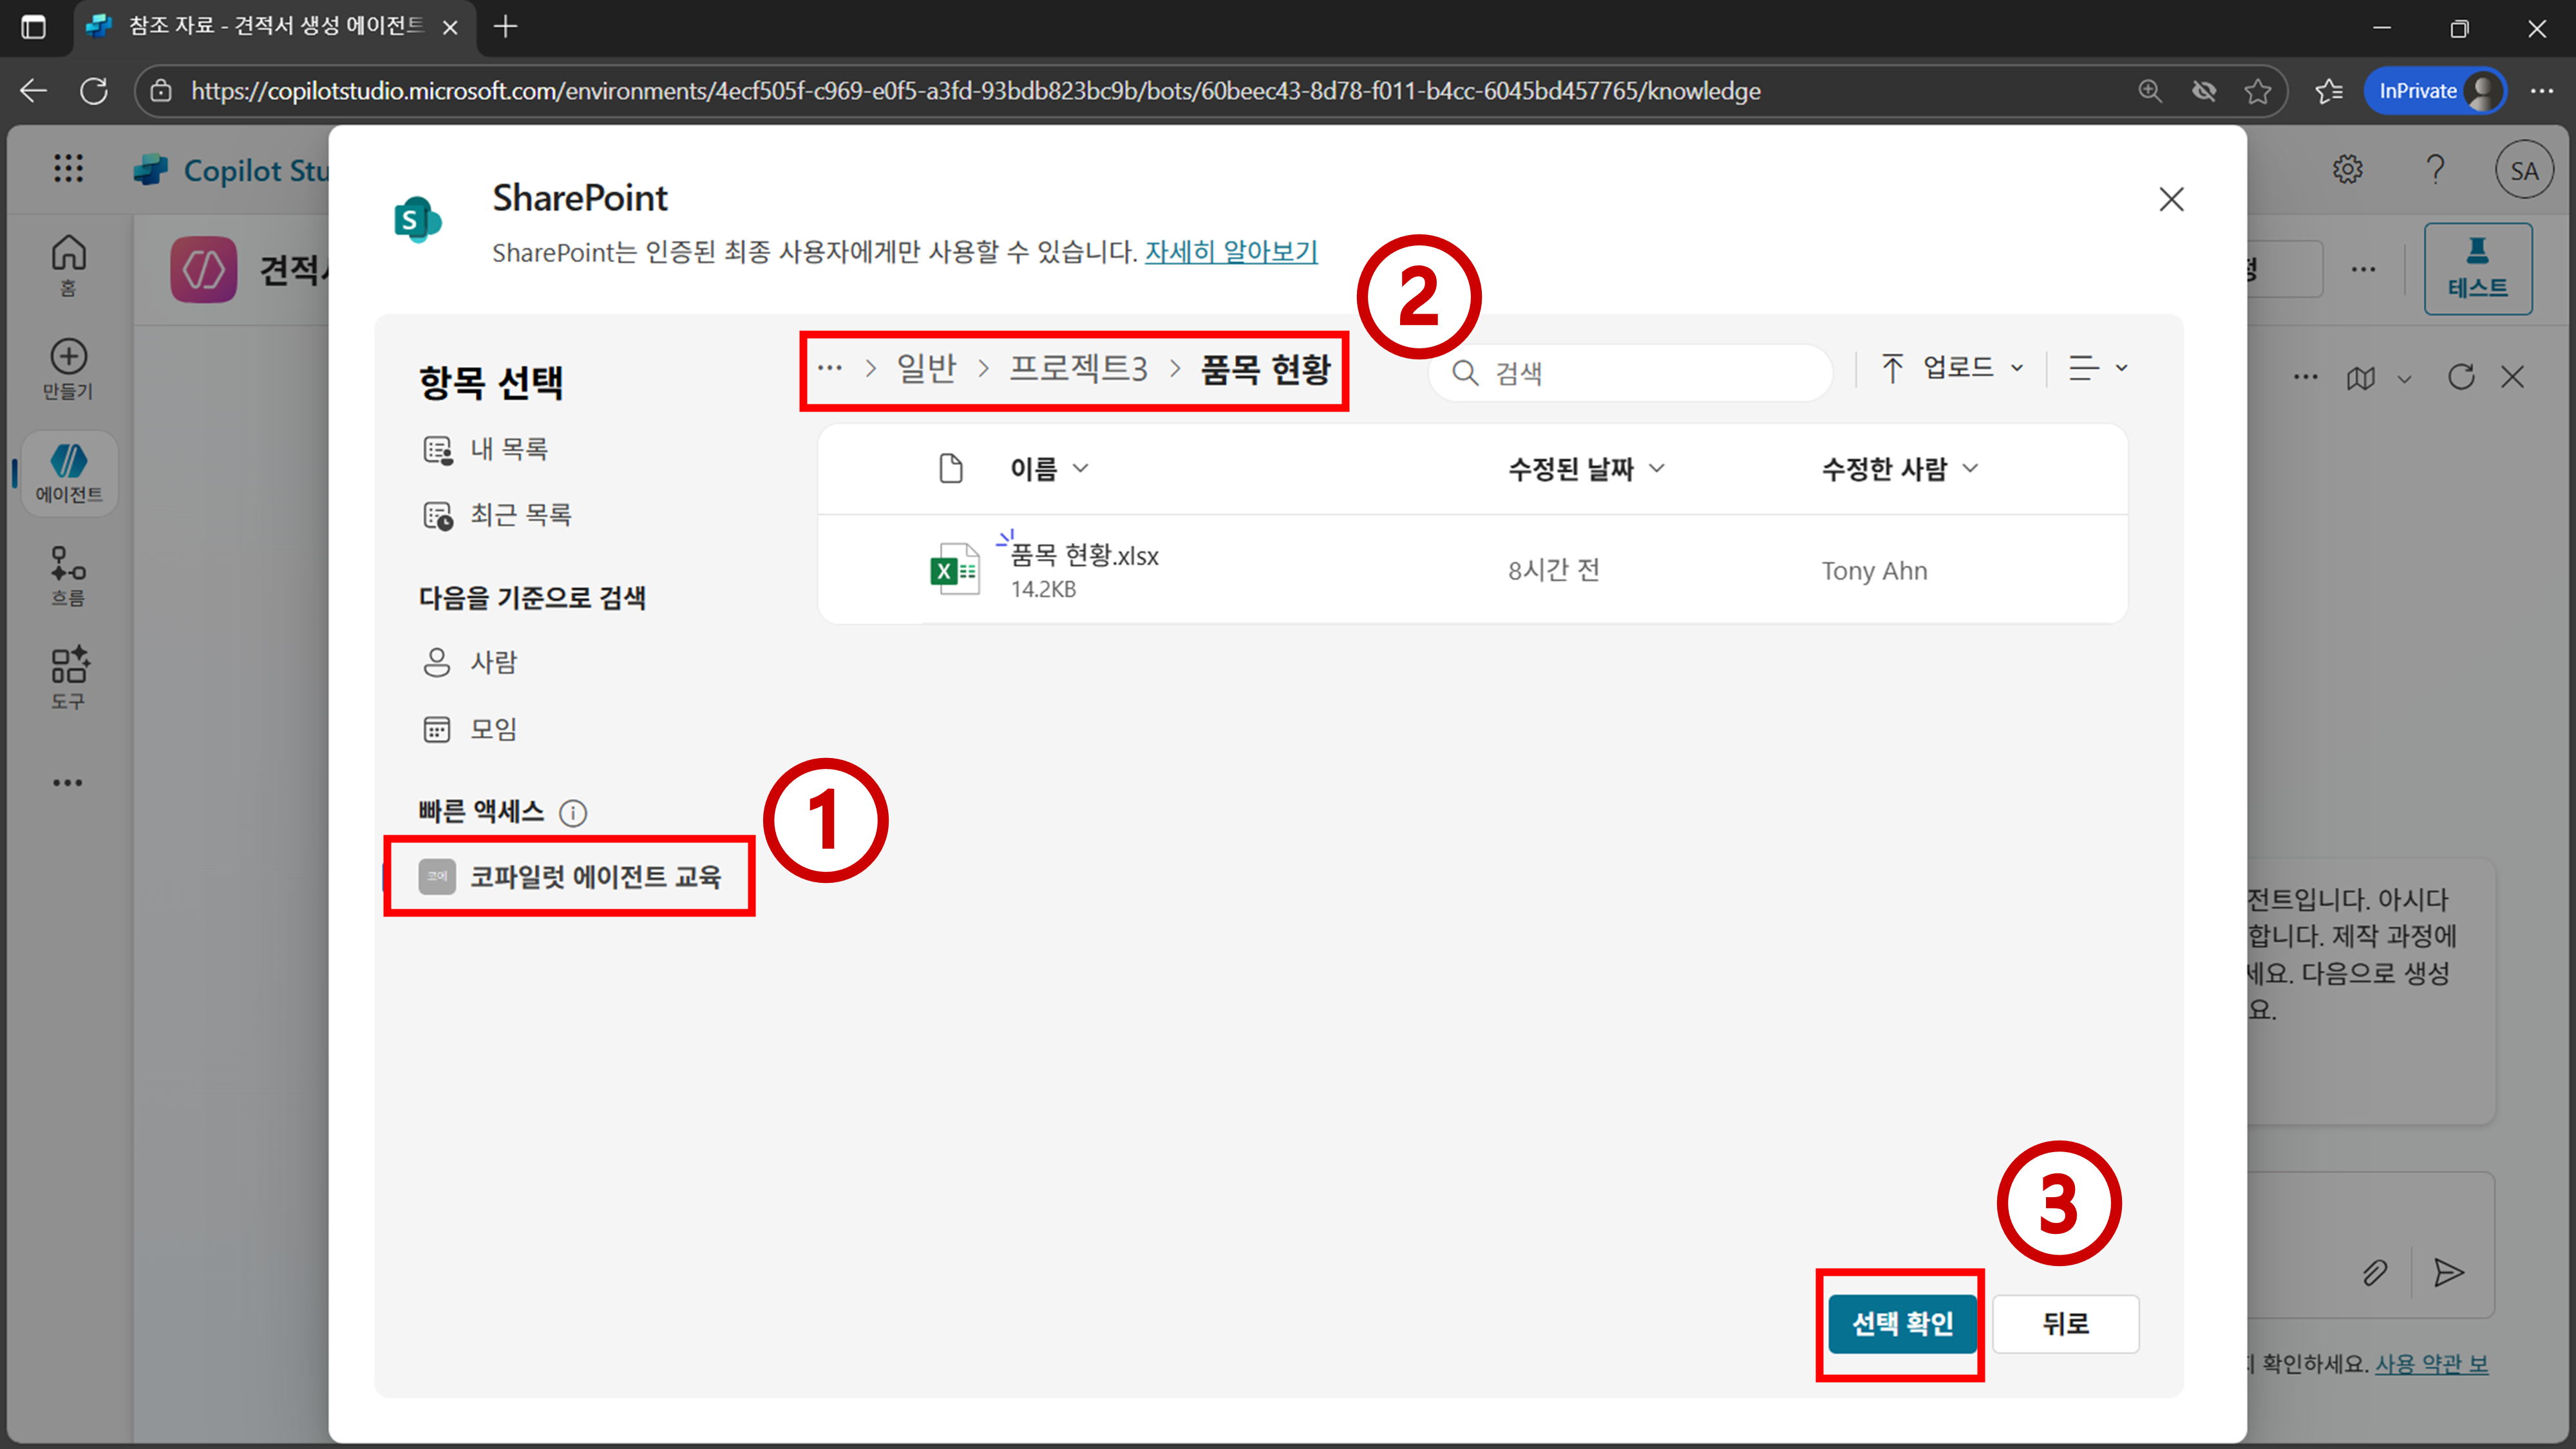 참조 자료 - 견적서 생성 에이전트
https://copilotstudio.microsoft.com/environments/4ecf505f-c969-e0f5-a3fd-93bdb823bc9b/bots/60beec43-8d78-f011-b4cc-6045bd457765/knowledge
InPrivate
Copilot Stu
SA
홈
만들기
에이전트
흐름
도구
견적
테스트
SharePoint
SharePoint는 인증된 최종 사용자에게만 사용할 수 있습니다. 자세히 알아보기
2
항목 선택
내 목록
최근 목록
다음을 기준으로 검색
사람
모임
빠른 액세스
1
코에 코파일럿 에이전트 교육
... > 일반 > 프로젝트3 > 품목 현황
검색
업로드
이름 수정된 날짜 수정한 사람
품목 현황.xlsx 8시간 전 Tony Ahn
14.2KB
3
선택 확인
뒤로
전트입니다. 아시다
합니다. 제작 과정에
세요. 다음으로 생성
요.
확인하세요. 사용 약관 보